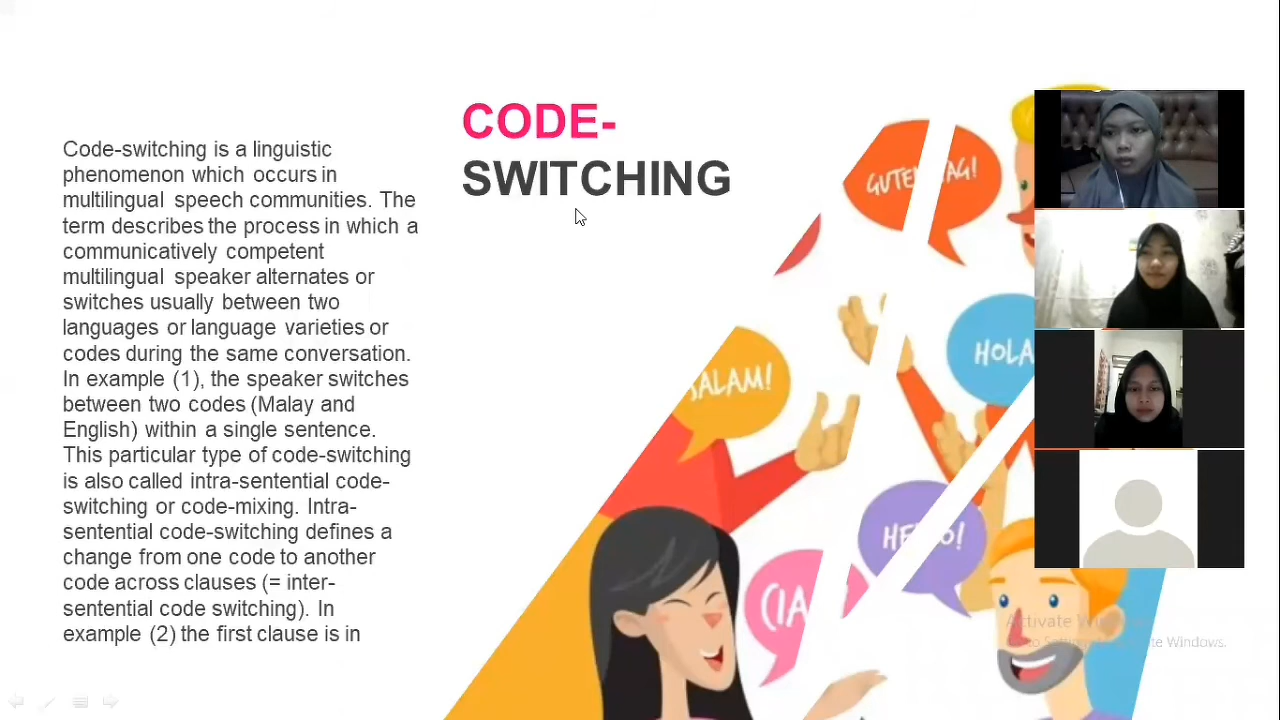 CODE-
SWITCHING
Code-switching is a linguistic
phenomenon which occurs in
multilingual speech communities. The
term describes the process in which a
communicatively competent
multilingual speaker alternates or
switches usually between two
languages or language varieties or
codes during the same conversation.
In example (1), the speaker switches
between two codes (Malay and
English) within a single sentence.
This particular type of code-switching
is also called intra-sentential code-
switching or code-mixing. Intra-
sentential code-switching defines a
change from one code to another
code across clauses (= inter-
sentential code switching). In
example (2) the first clause is in
HOLA